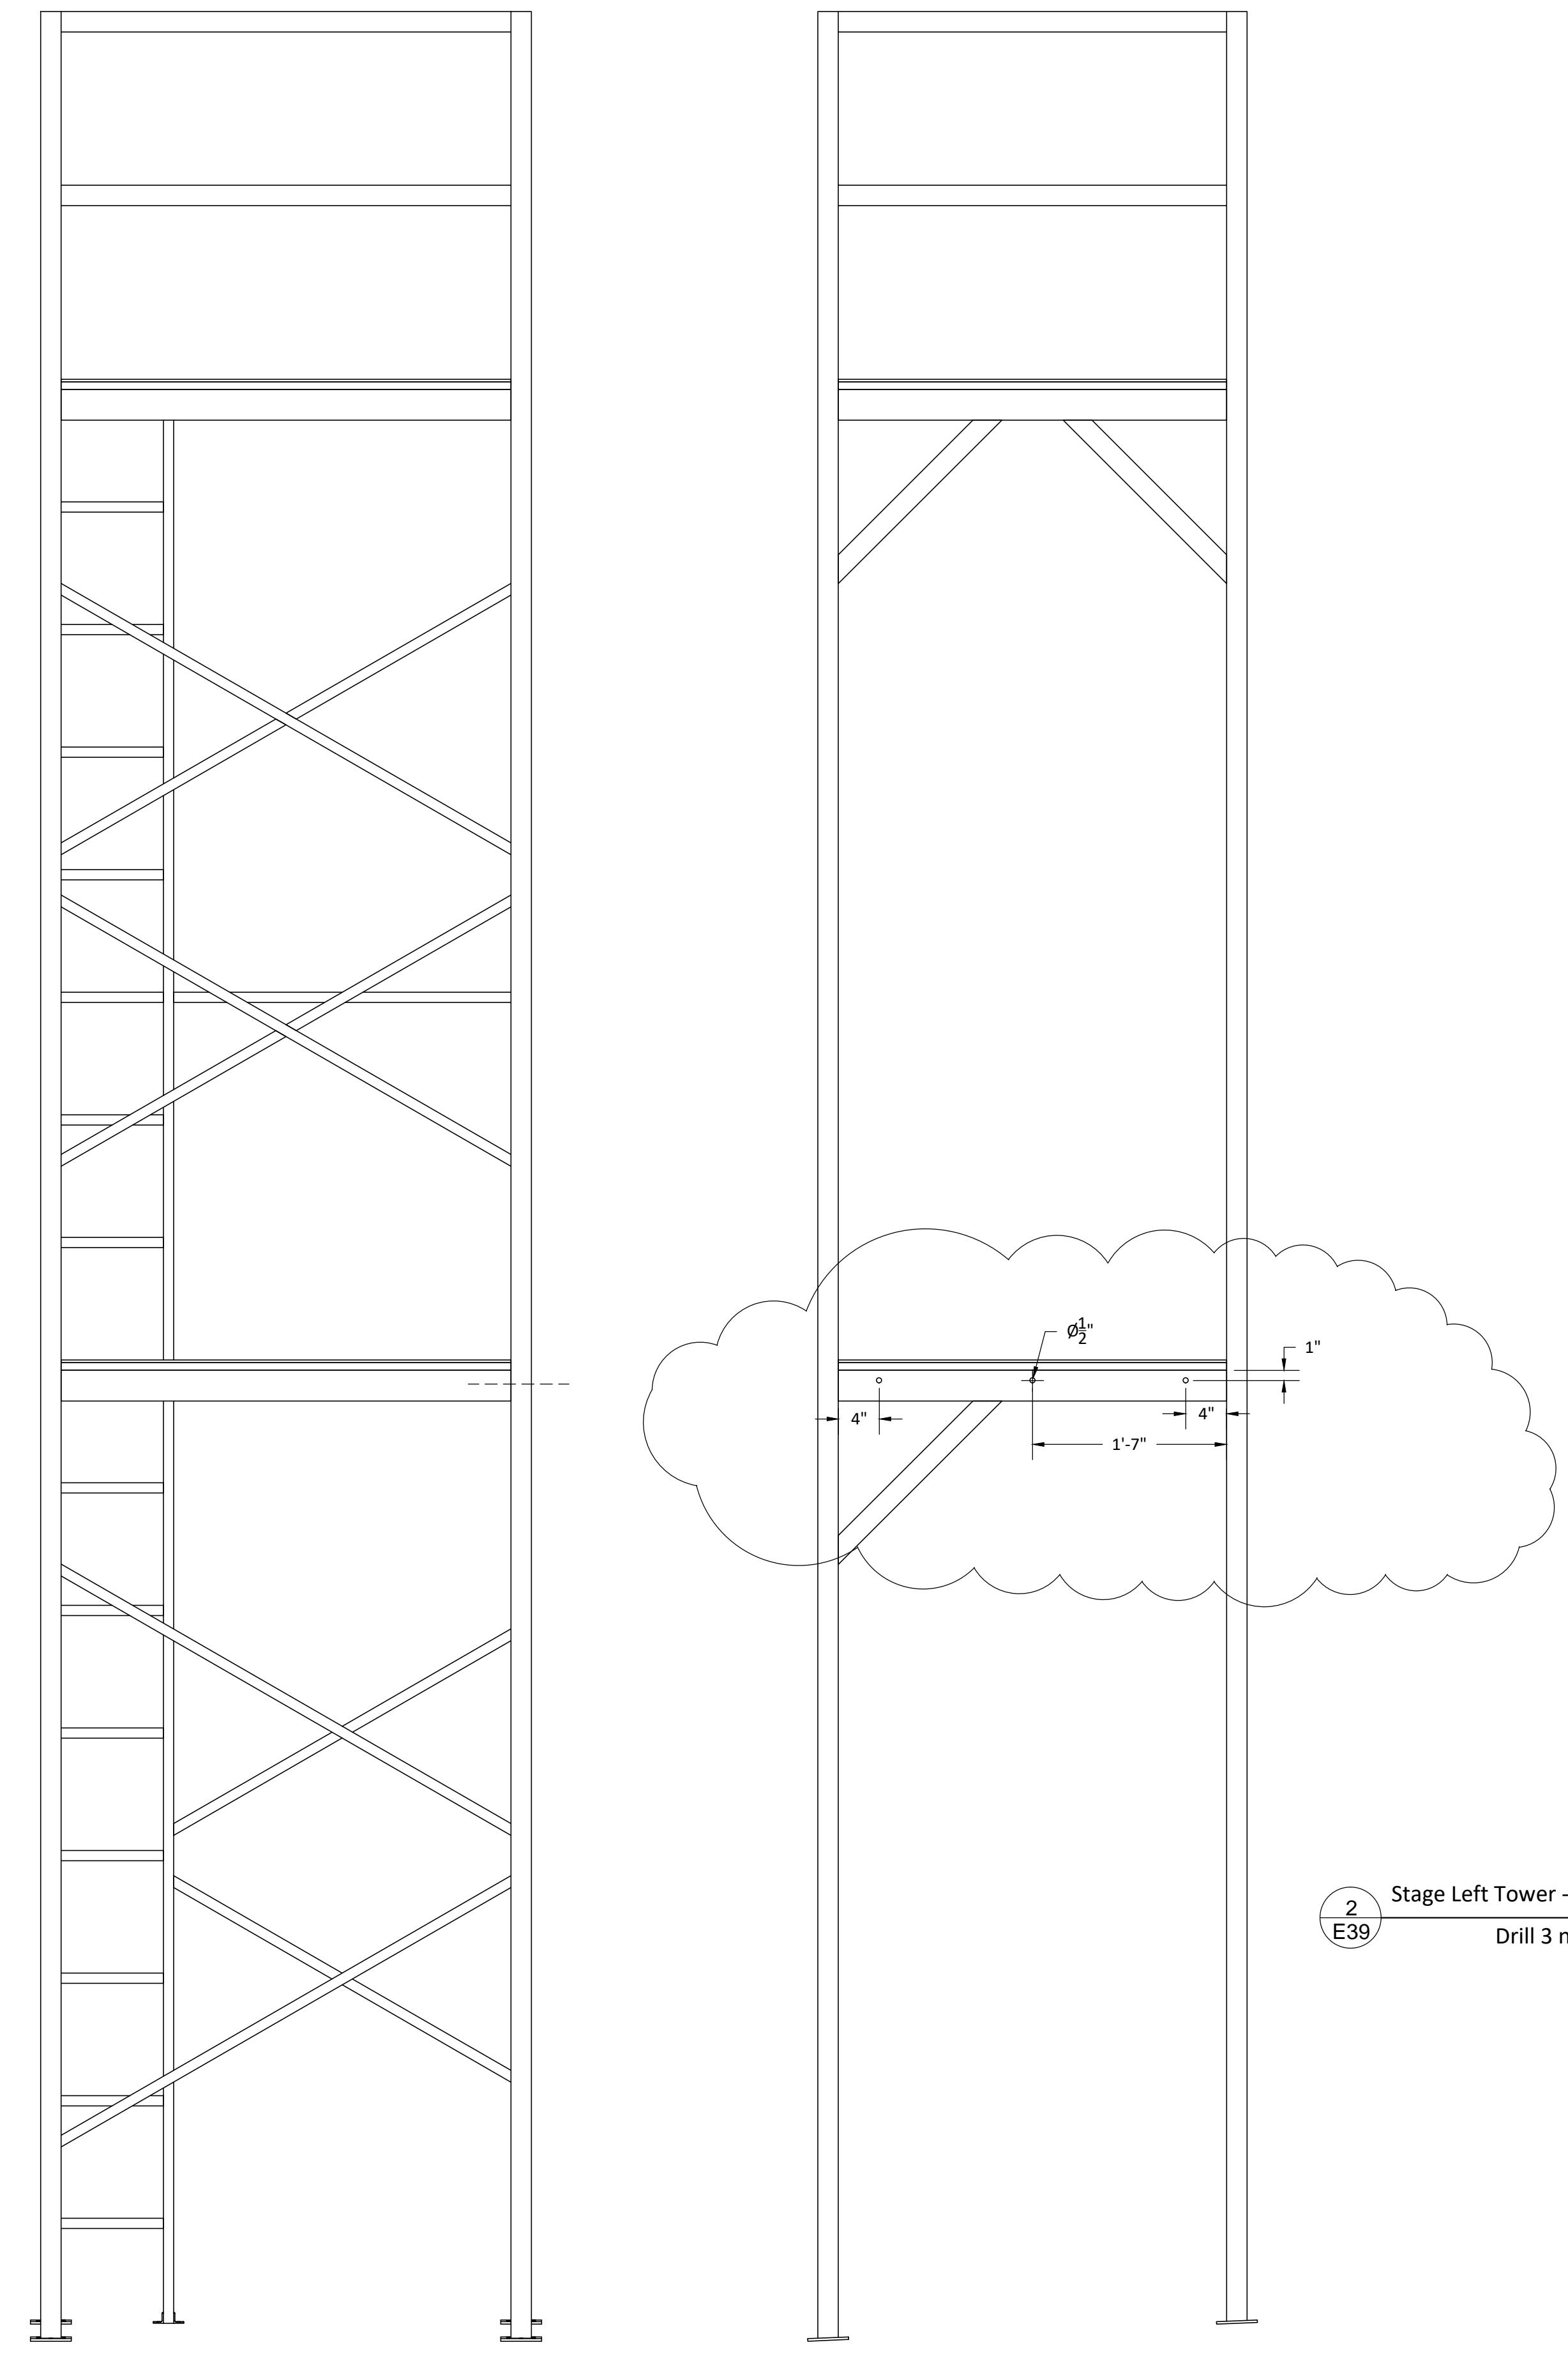 Ø1/2"
1"
4"
4"
1'-7"
2
E39
Stage Left Tower -
Drill 3